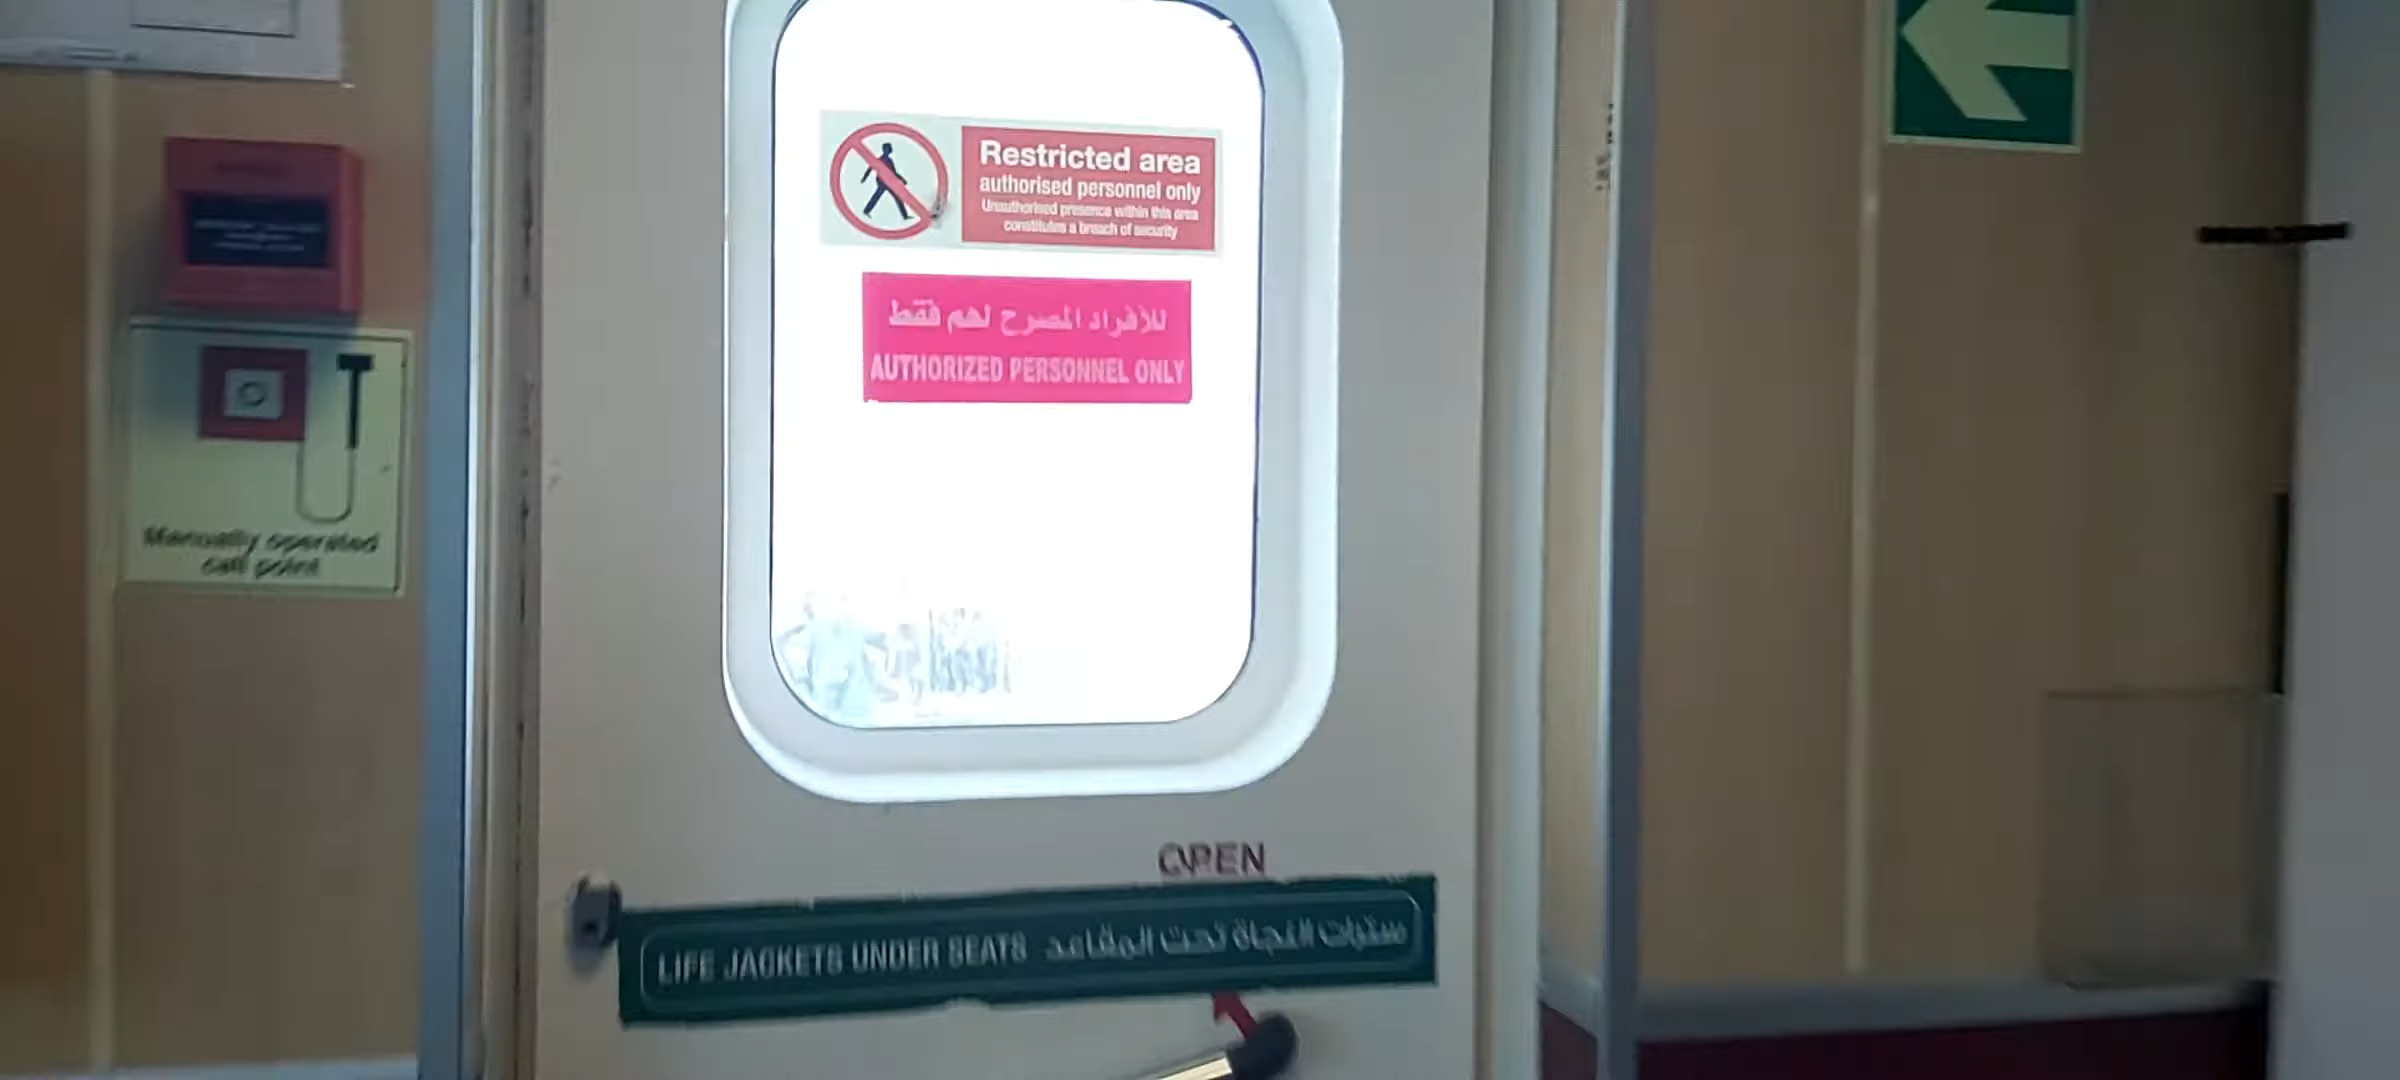 Restricted area
authorised personnel only
Unauthorised presence within this area
constitutes a breach of security
للأفراد المصرح لهم فقط
AUTHORIZED PERSONNEL ONLY
Manually operated
call point
OPEN
LIFE JACKETS UNDER SEATS سترات النجاة تحت المقاعد